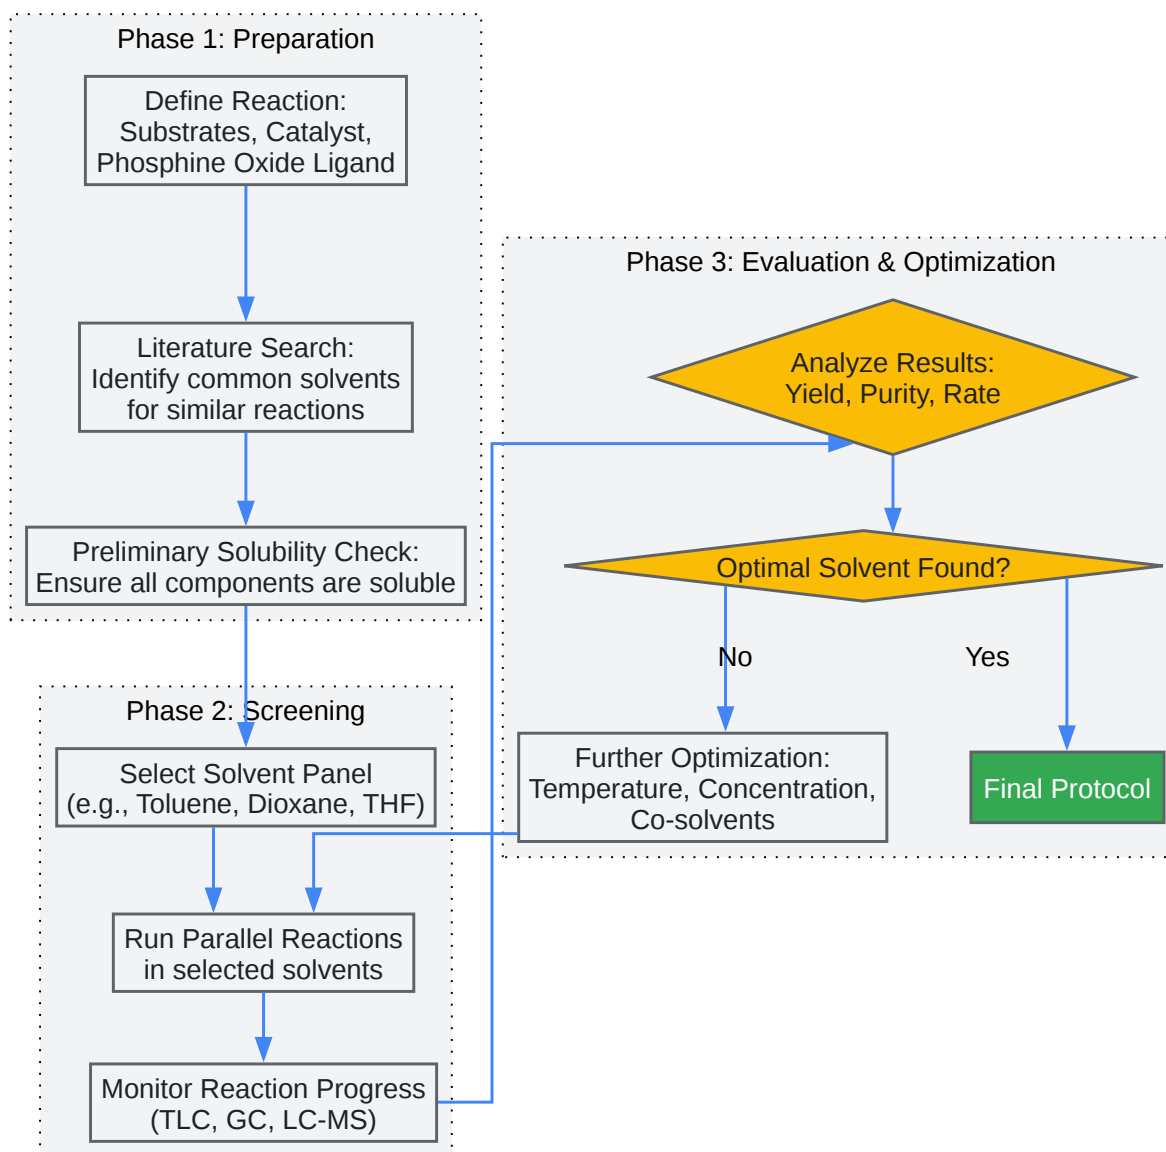 Phase 1: Preparation
Define Reaction:
Substrates, Catalyst,
Phosphine Oxide Ligand
Literature Search:
Identify common solvents
for similar reactions
Preliminary Solubility Check:
Ensure all components are soluble
Phase 2: Screening
Select Solvent Panel
(e.g., Toluene, Dioxane, THF)
Run Parallel Reactions
in selected solvents
Monitor Reaction Progress
(TLC, GC, LC-MS)
Phase 3: Evaluation & Optimization
Analyze Results:
Yield, Purity, Rate
Optimal Solvent Found?
No
Yes
Further Optimization:
Temperature, Concentration,
Co-solvents
Final Protocol